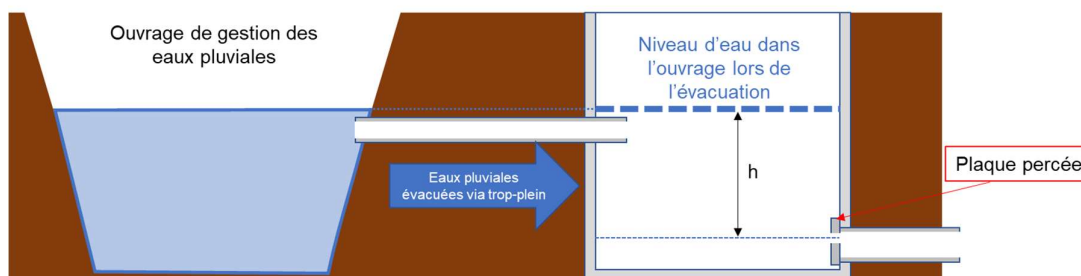 Ouvrage de gestion des
eaux pluviales
Niveau d'eau dans
l'ouvrage lors de
l'évacuation
Eaux pluviales
évacuées via trop-plein
h
Plaque percée